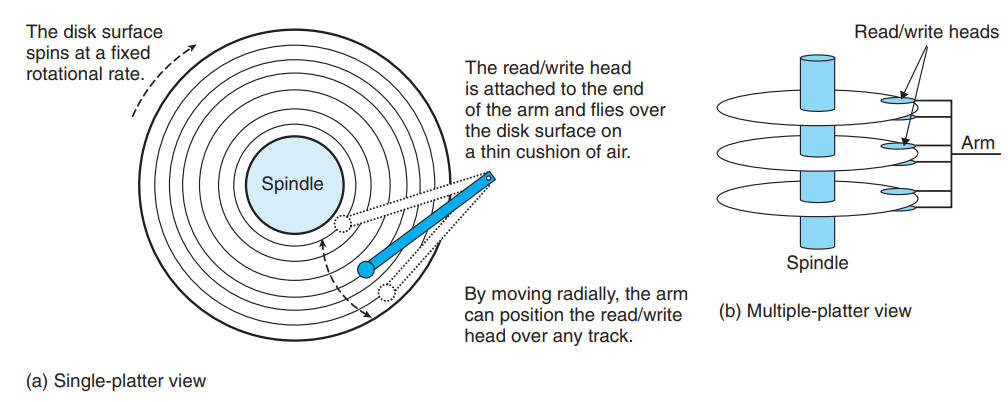 The disk surface
spins at a fixed
rotational rate.
Spindle
The read/write head
is attached to the end
of the arm and flies over
the disk surface on
a thin cushion of air.
By moving radially, the arm
can position the read/write
head over any track.
(a) Single-platter view
Read/write heads
Arm
Spindle
(b) Multiple-platter view